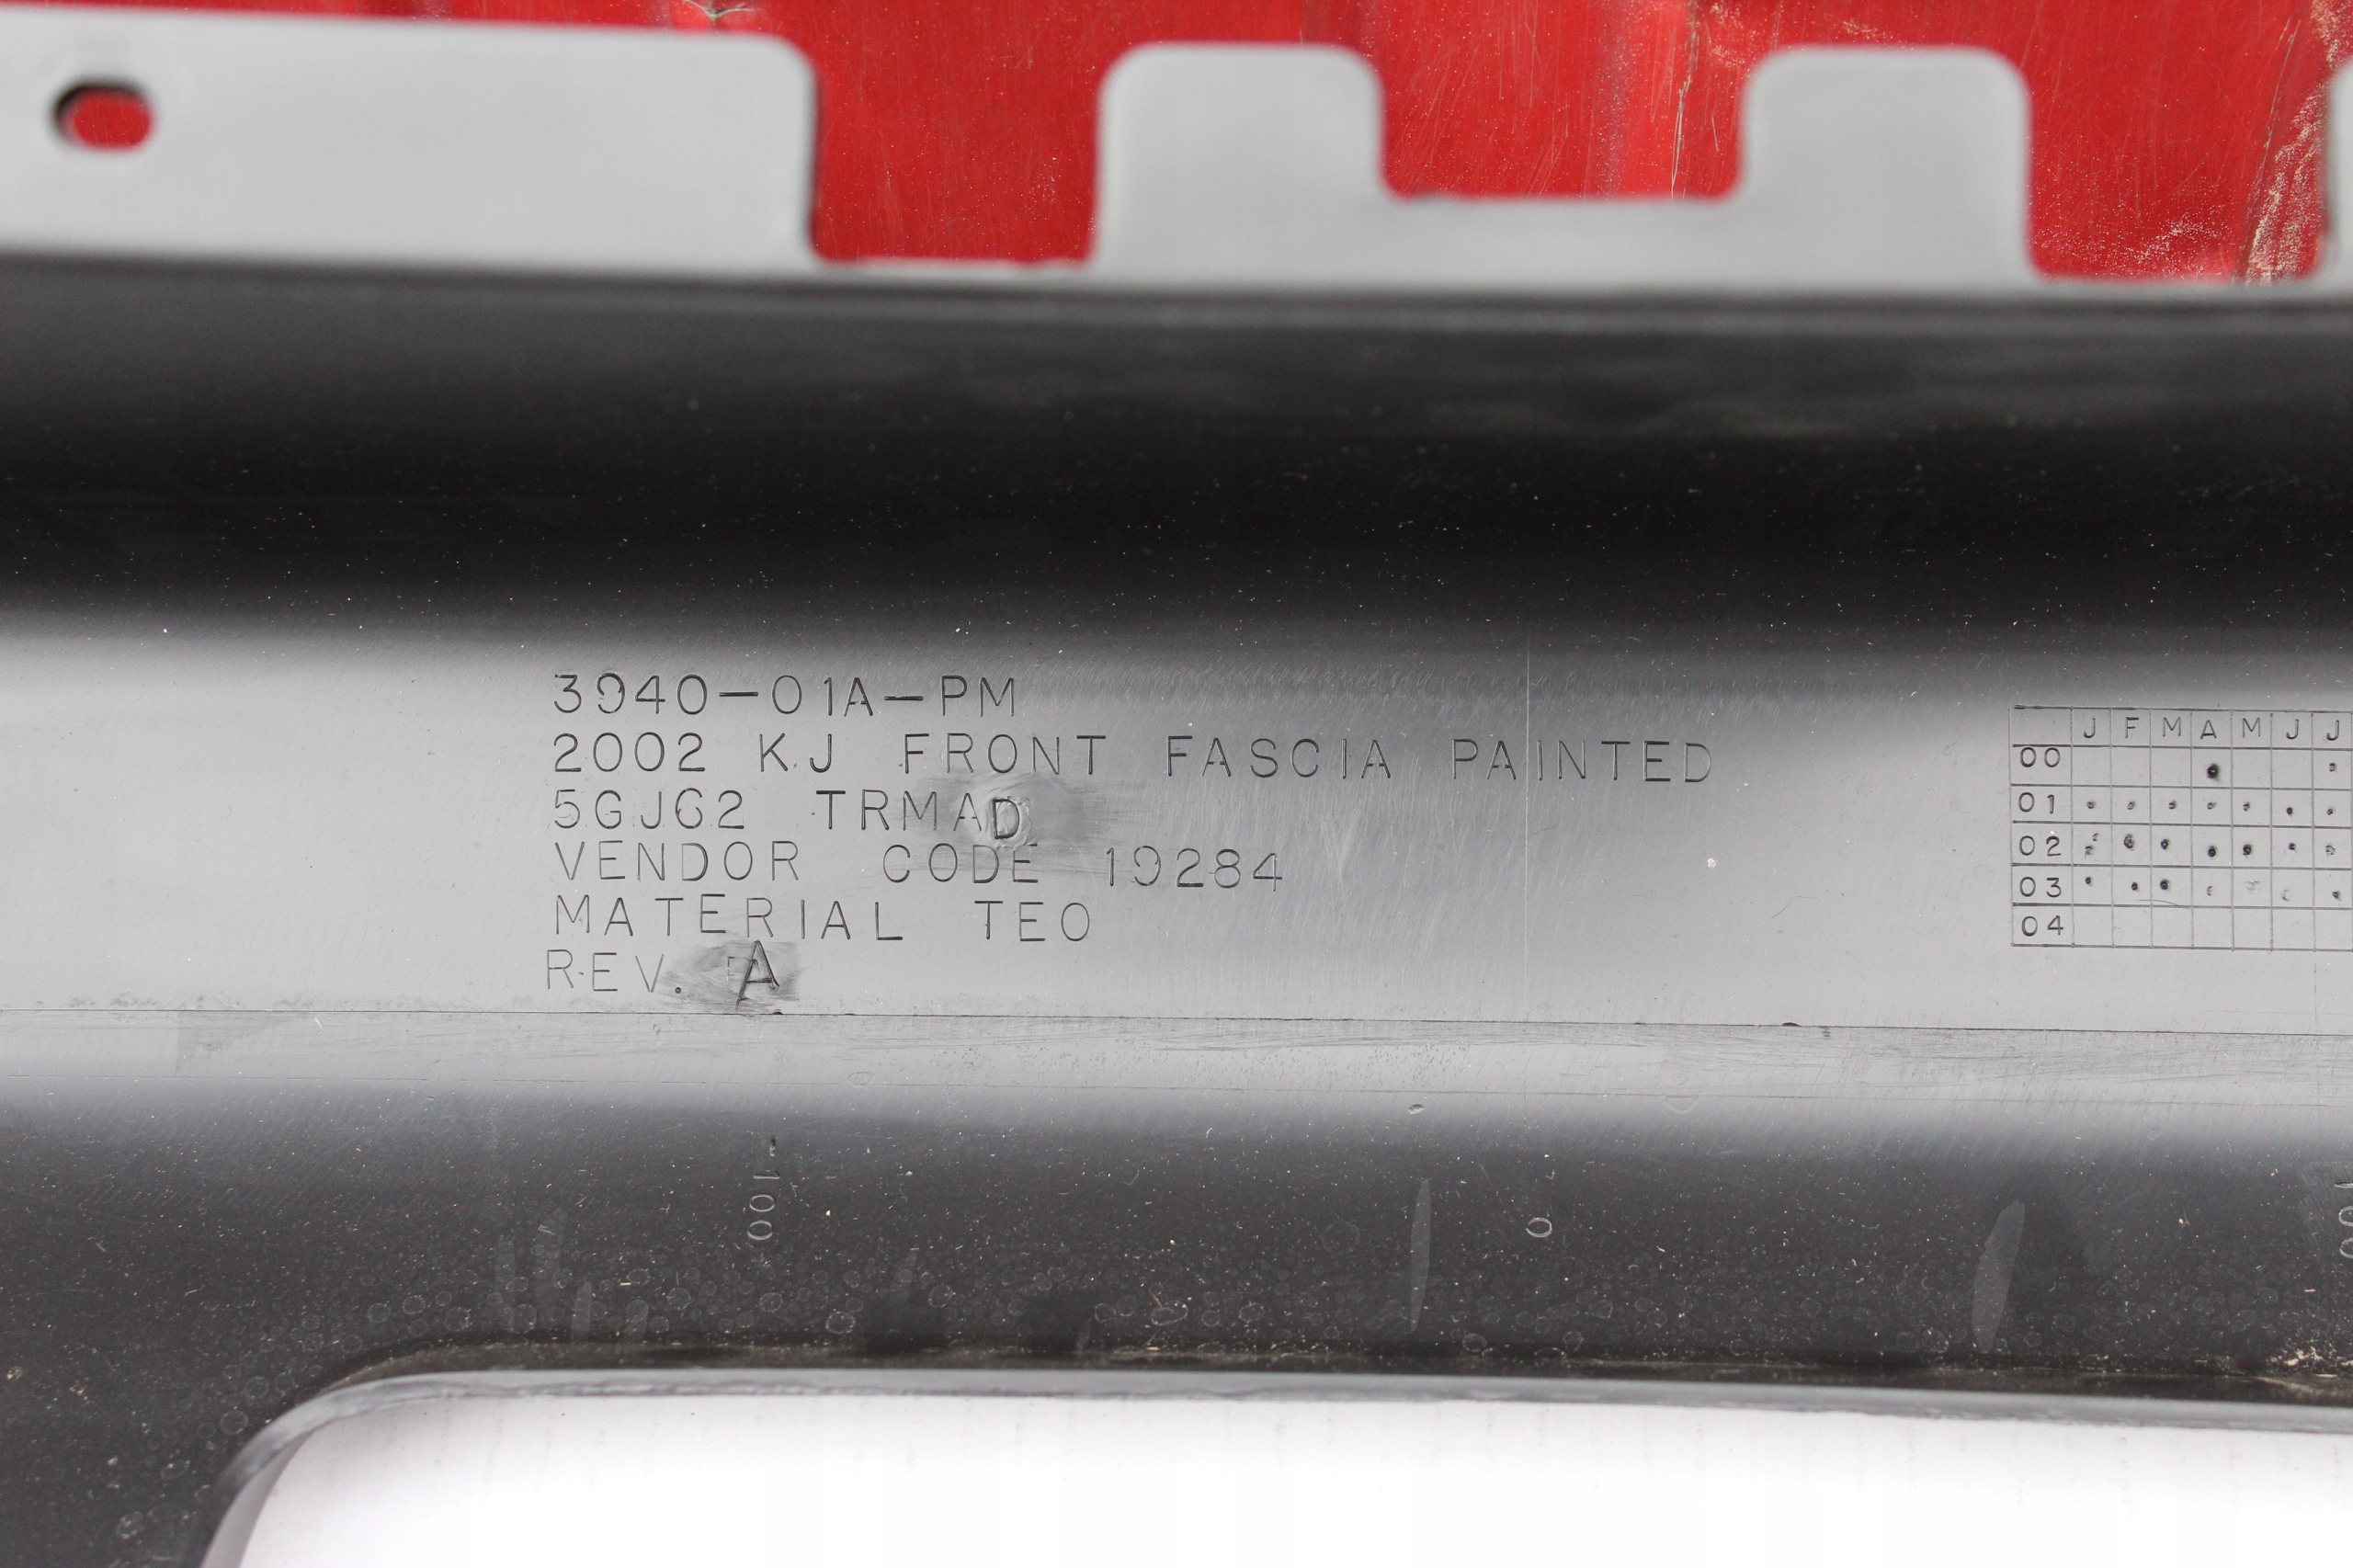 3940-01A-PM
2002 KJ FRONT FASCIA PAINTED
5GJ62 TRMAD
VENDOR CODE 19284
MATERIAL TEO
REV. A
J F M A M J J
00
01
02
03
04
-100
0
100